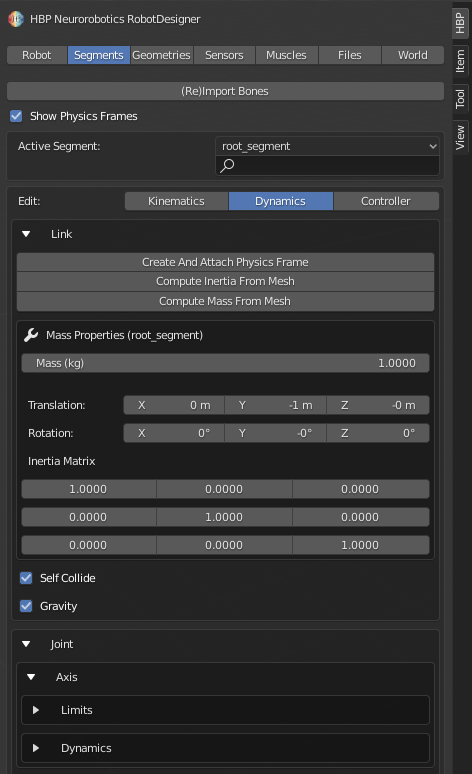 HBP Neurorobotics RobotDesigner
HBP
Item
Tool
View
Robot Segments Geometries Sensors Muscles Files World
(Re)Import Bones
Show Physics Frames
Active Segment: root_segment
Edit: Kinematics Dynamics Controller
Link
Create And Attach Physics Frame
Compute Inertia From Mesh
Compute Mass From Mesh
Mass Properties (root_segment)
Mass (kg) 1.0000
Translation: X 0 m Y -1 m Z -0 m
Rotation: X 0° Y -0° Z 0°
Inertia Matrix
1.0000 0.0000 0.0000
0.0000 1.0000 0.0000
0.0000 0.0000 1.0000
Self Collide
Gravity
Joint
Axis
Limits
Dynamics